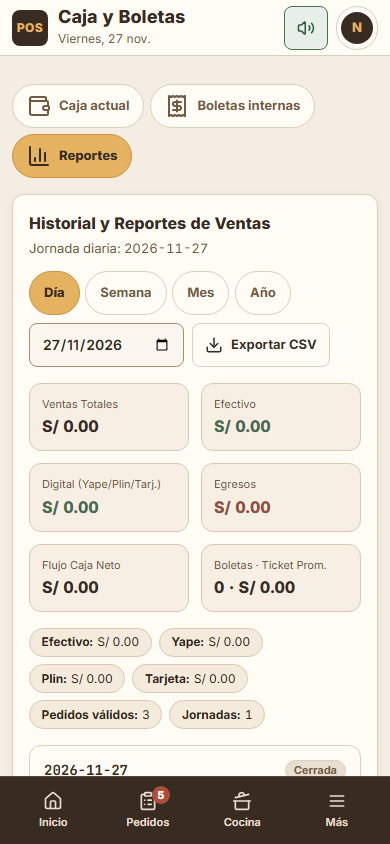 POS
Caja y Boletas
Viernes, 27 nov.
N
Caja actual
Boletas internas
Reportes
Historial y Reportes de Ventas
Jornada diaria: 2026-11-27
Día
Semana
Mes
Año
27/11/2026
Exportar CSV
Ventas Totales
S/ 0.00
Efectivo
S/ 0.00
Digital (Yape/Plin/Tarj.)
S/ 0.00
Egresos
S/ 0.00
Flujo Caja Neto
S/ 0.00
Boletas · Ticket Prom.
0 · S/ 0.00
Efectivo: S/ 0.00
Yape: S/ 0.00
Plin: S/ 0.00
Tarjeta: S/ 0.00
Pedidos válidos: 3
Jornadas: 1
2026-11-27
Cerrada
Inicio
5
Pedidos
Cocina
Más